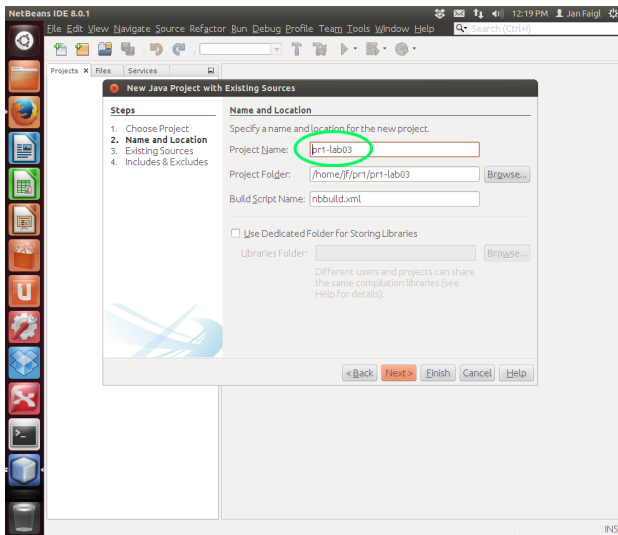 NetBeans IDE 8.0.1 12:19 PM Jan Faigl
File Edit View Navigate Source Refactor Run Debug Profile Team Tools Window Help Search (Ctrl+I)
Projects Files Services
New Java Project with Existing Sources
Steps
1. Choose Project
2. Name and Location
3. Existing Sources
4. Includes & Excludes
Name and Location
Specify a name and location for the new project.
Project Name: pr1-lab03
Project Folder: /home/jf/pr1/pr1-lab03 Browse...
Build Script Name: nbbuild.xml
Use Dedicated Folder for Storing Libraries
Libraries Folder: Browse...
Different users and projects can share
the same compilation libraries (see
Help for details).
< Back Next > Finish Cancel Help
INS